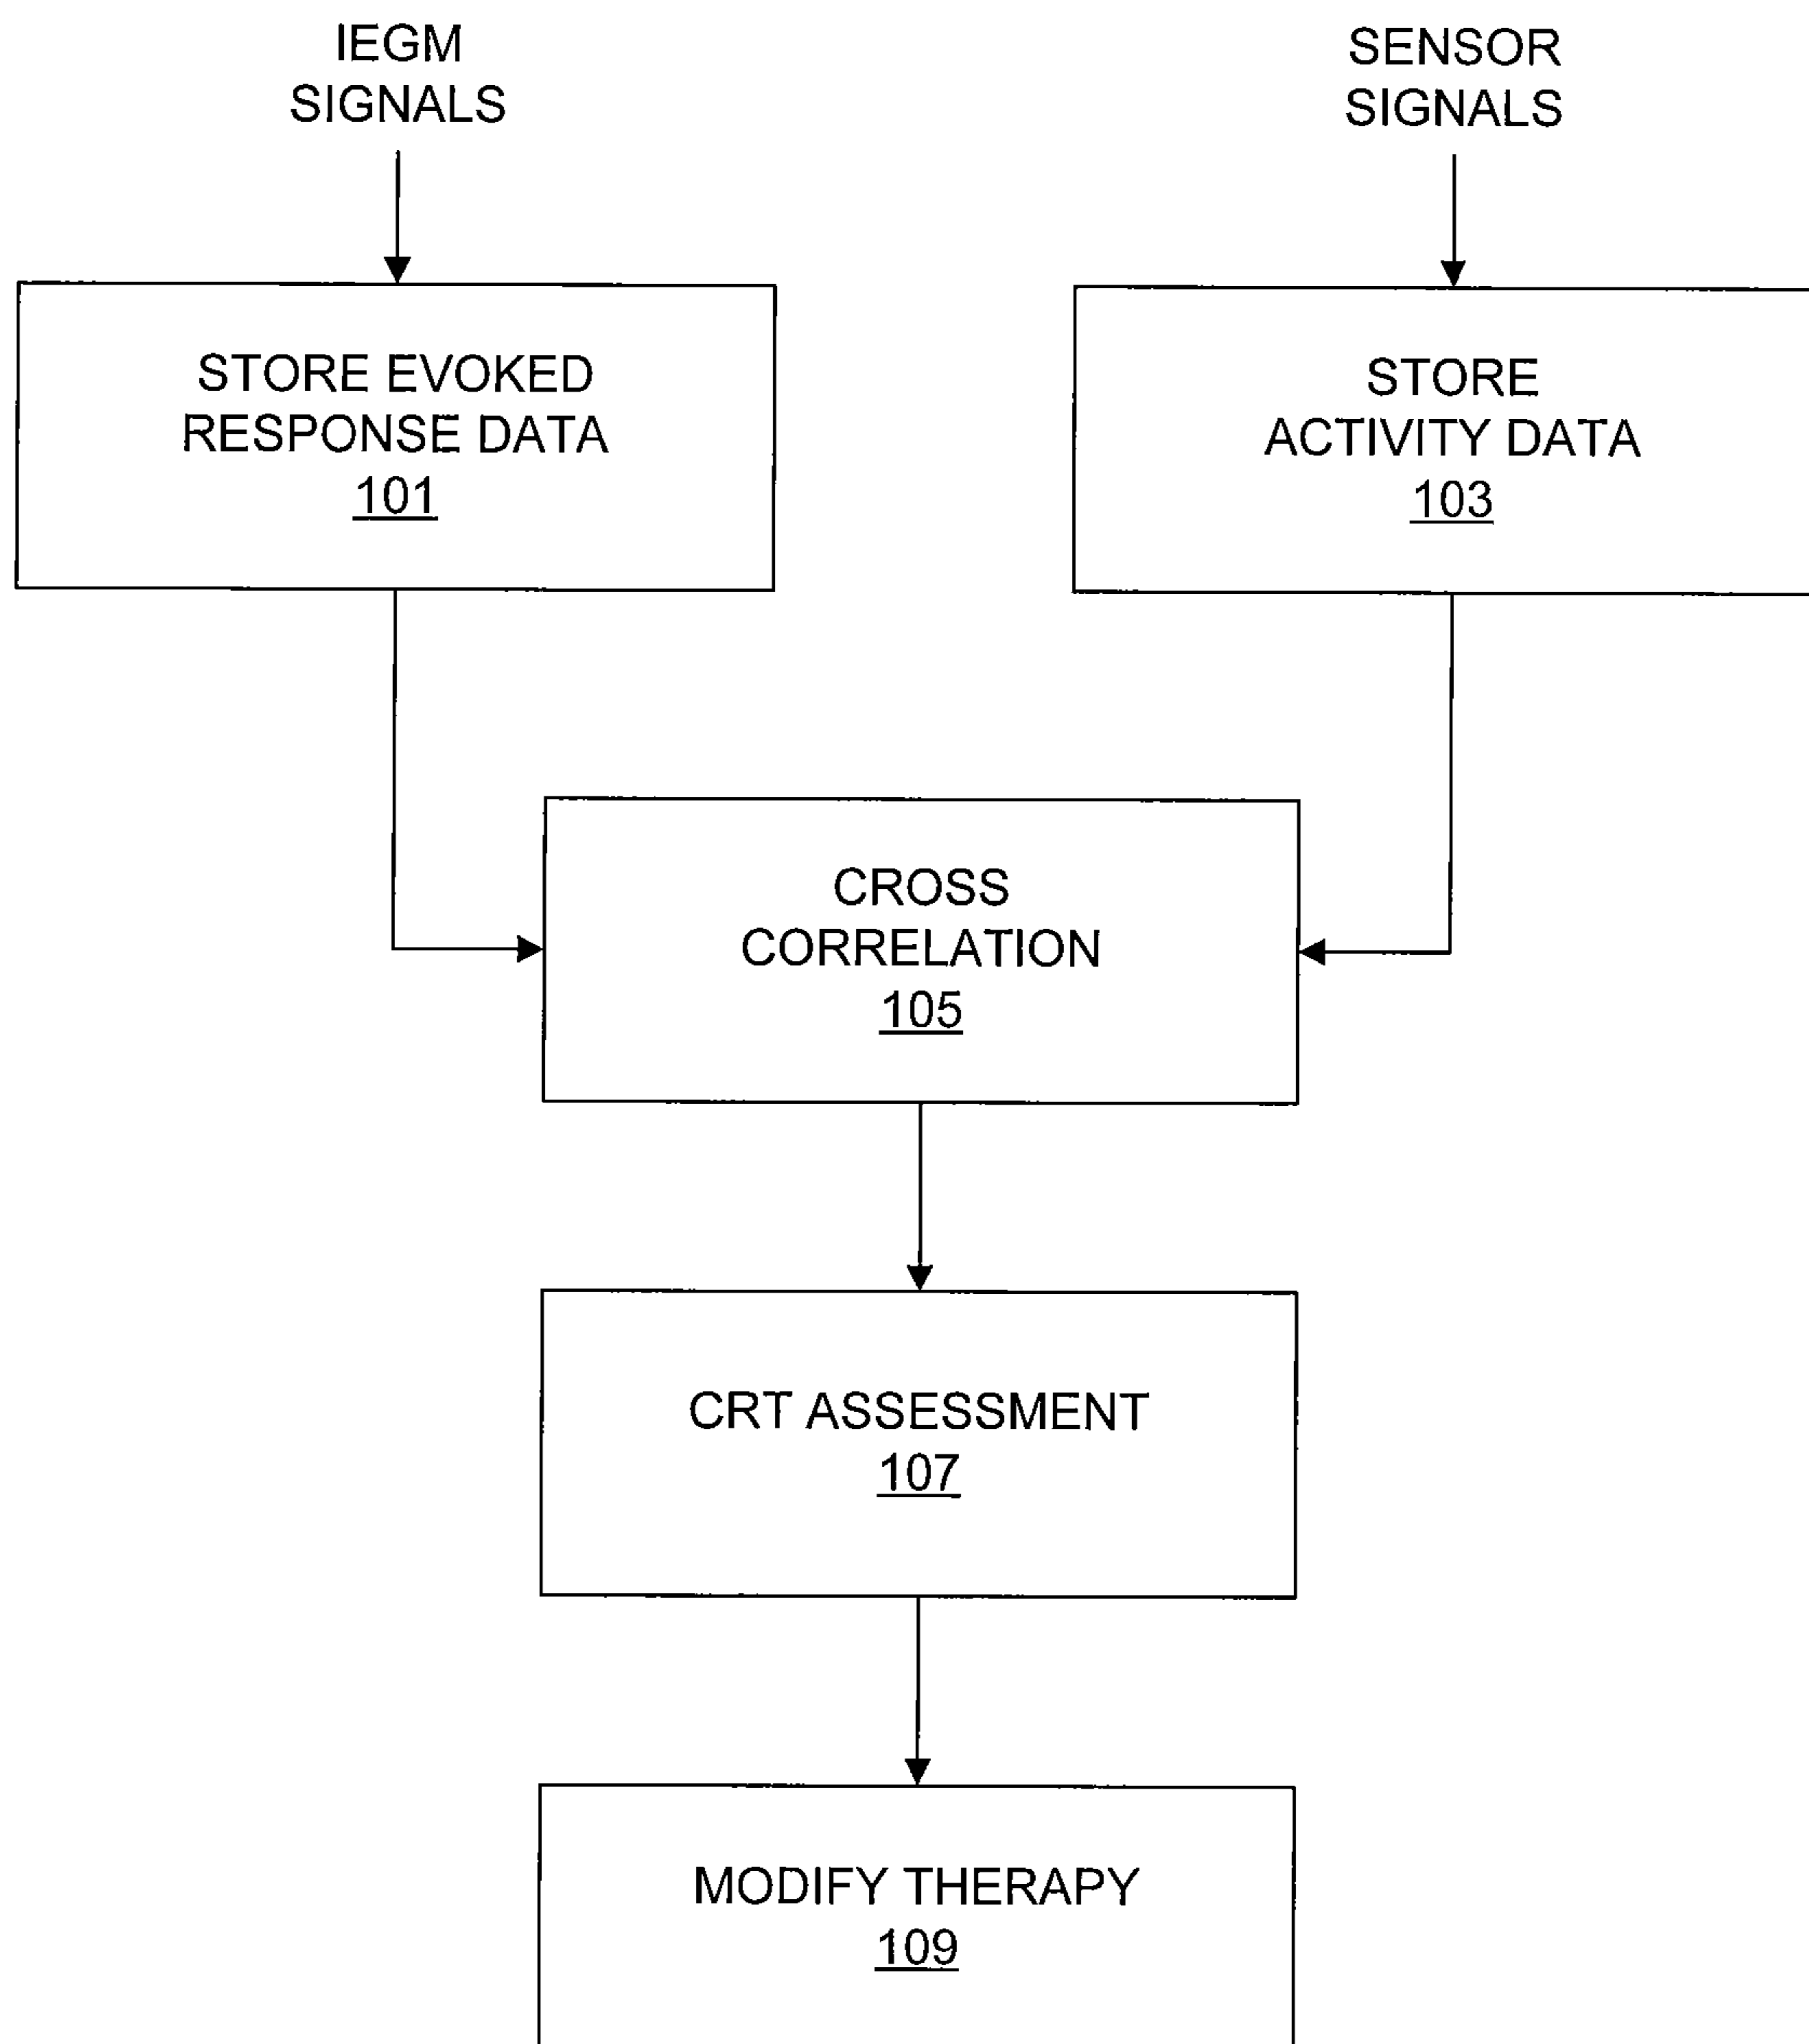 IEGM
SIGNALS
SENSOR
SIGNALS
STORE EVOKED
RESPONSE DATA
101
STORE
ACTIVITY DATA
103
CROSS
CORRELATION
105
CRT ASSESSMENT
107
MODIFY THERAPY
109